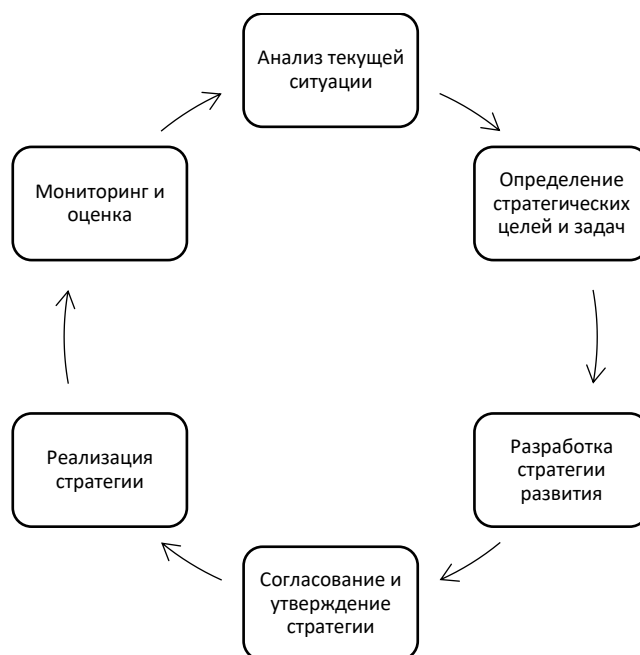 Анализ текущей
ситуации
Определение
стратегических
целей и задач
Разработка
стратегии
развития
Согласование и
утверждение
стратегии
Реализация
стратегии
Мониторинг и
оценка